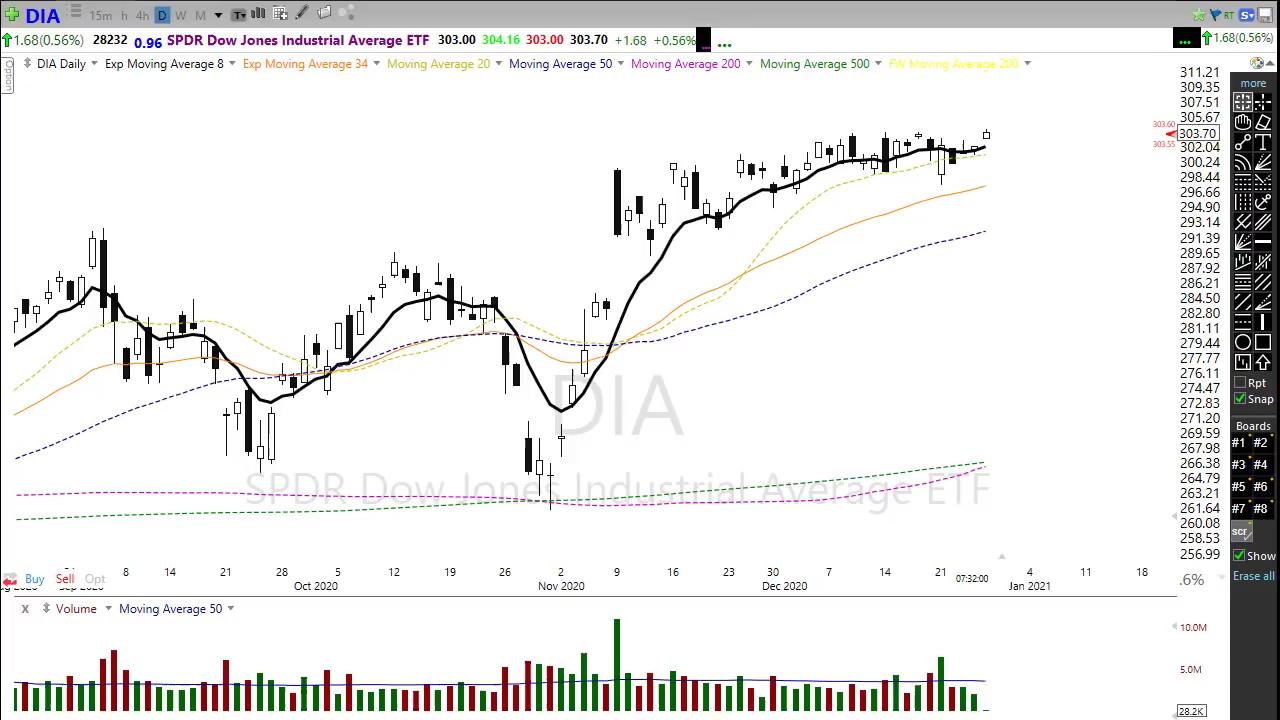 DIA 15m h 4h D W M T RT S
1.68(0.56%) 28232 0.96 SPDR Dow Jones Industrial Average ETF 303.00 304.16 303.00 303.70 +1.68 +0.56% ... ... 1.68(0.56%)
Option DIA Daily Exp Moving Average 8 Exp Moving Average 34 Moving Average 20 Moving Average 50 Moving Average 200 Moving Average 500 FW Moving Average 200
311.21
309.35
307.51
305.67
303.60
303.70
303.55
302.04
300.24
298.44
296.66
294.90
293.14
291.39
289.65
287.92
286.21
284.50
282.80
281.11
279.44
277.77
276.11
274.47
272.83
271.20
269.59
267.98
266.38
264.79
263.21
261.64
260.08
258.53
256.99
more
T
Rpt
Snap
Boards
#1 #2
#3 #4
#5 #6
#7 #8
scr
Show
Erase all
DIA
SPDR Dow Jones Industrial Average ETF
8 14 21 28 5 12 19 26 2 9 16 23 30 7 14 21 07:32:00 4 11 18
Buy Sell Opt Oct 2020 Nov 2020 Dec 2020 Jan 2021
.6%
x Volume Moving Average 50
10.0M
5.0M
28.2K